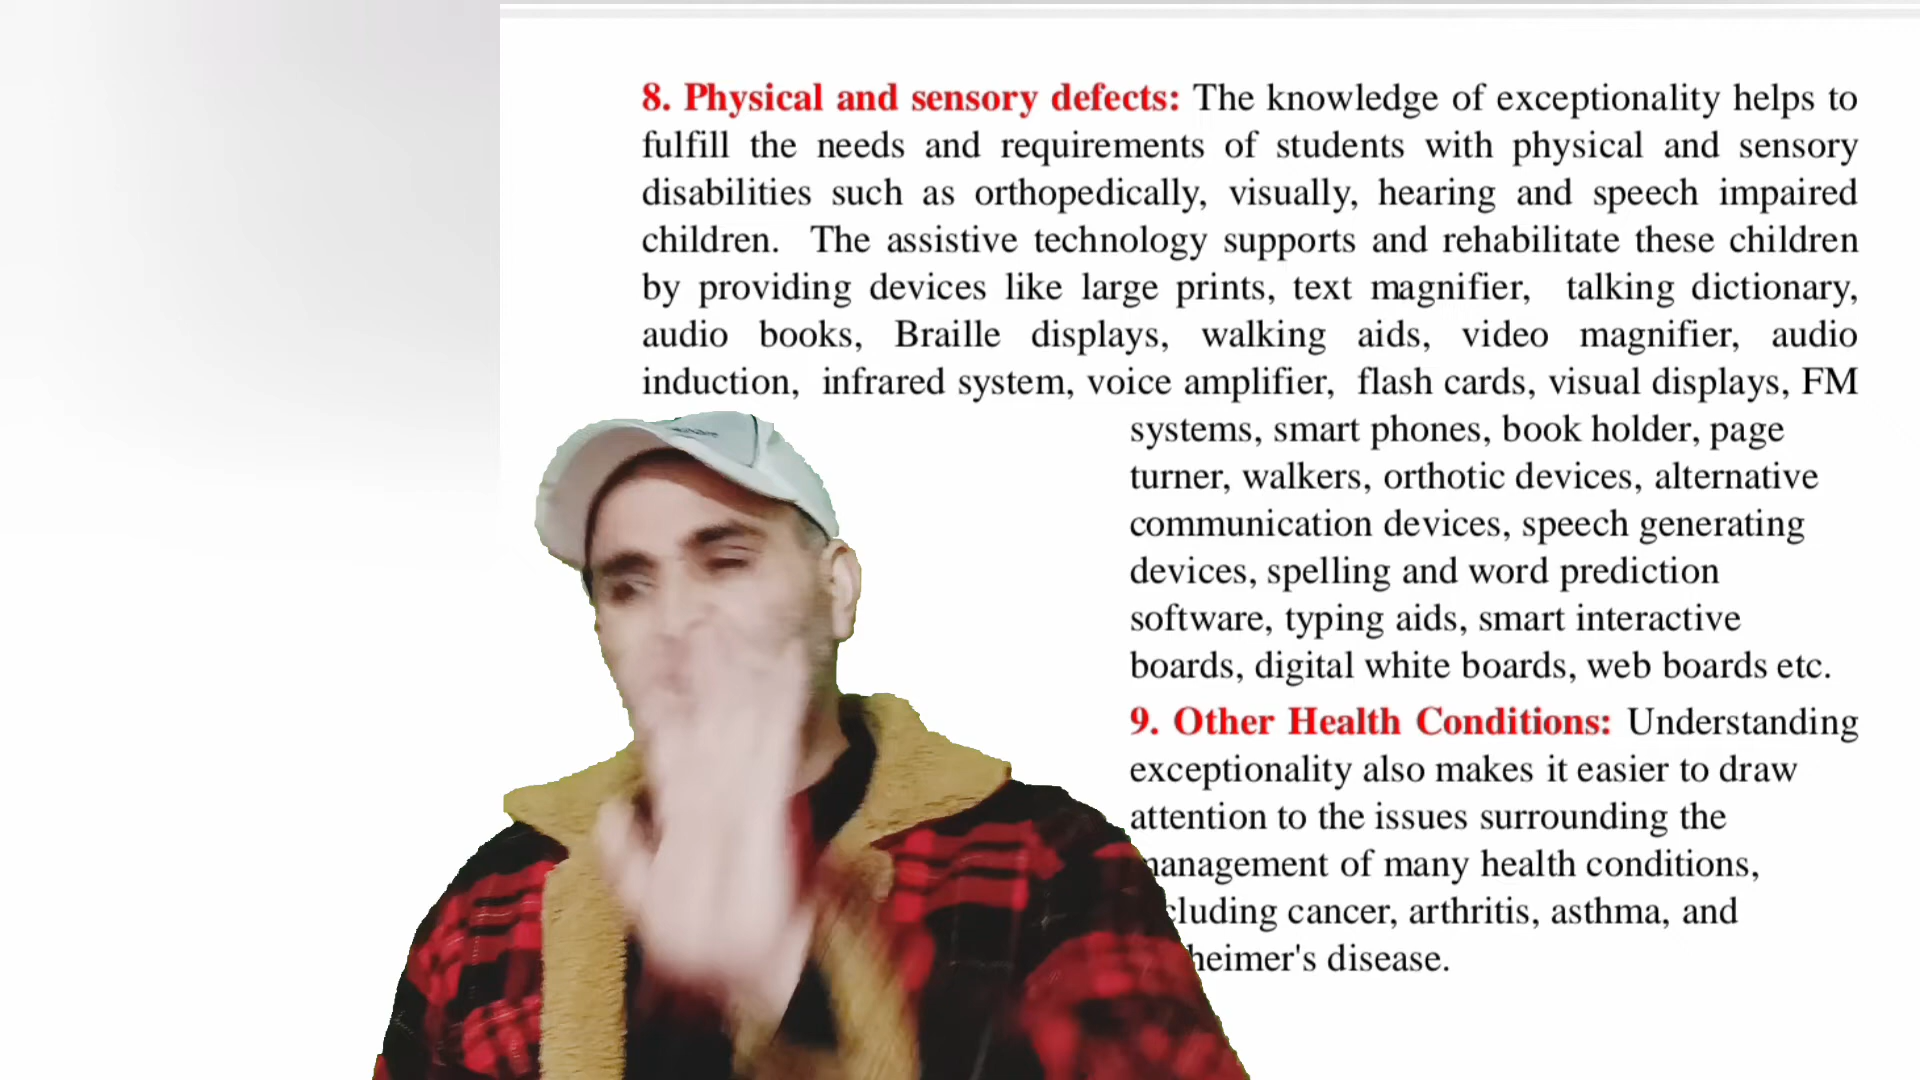 8. Physical and sensory defects: The knowledge of exceptionality helps to
fulfill the needs and requirements of students with physical and sensory
disabilities such as orthopedically, visually, hearing and speech impaired
children. The assistive technology supports and rehabilitate these children
by providing devices like large prints, text magnifier, talking dictionary,
audio books, Braille displays, walking aids, video magnifier, audio
induction, infrared system, voice amplifier, flash cards, visual displays, FM
systems, smart phones, book holder, page
turner, walkers, orthotic devices, alternative
communication devices, speech generating
devices, spelling and word prediction
software, typing aids, smart interactive
boards, digital white boards, web boards etc.
9. Other Health Conditions: Understanding
exceptionality also makes it easier to draw
attention to the issues surrounding the
anagement of many health conditions,
cluding cancer, arthritis, asthma, and
heimer's disease.